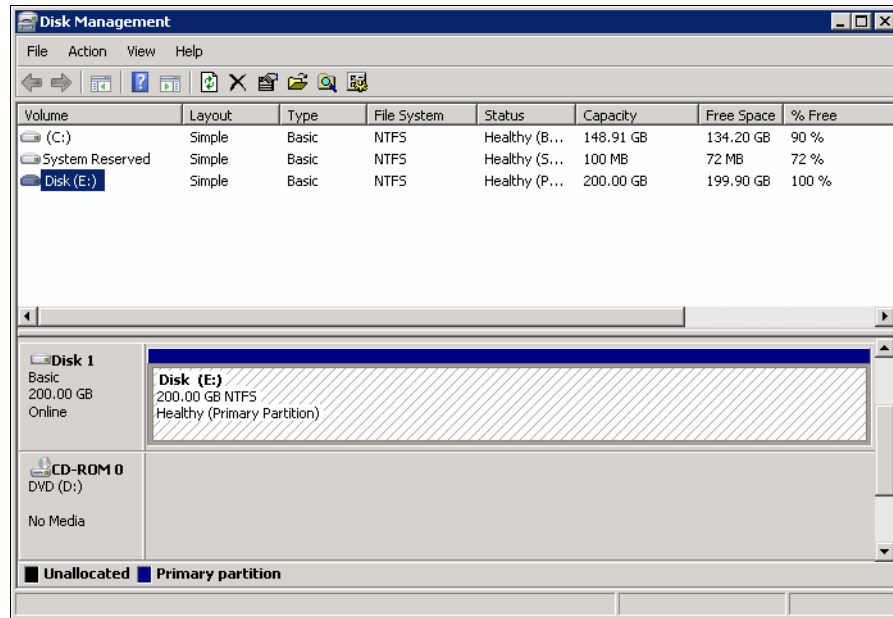 Disk Management
File Action View Help
Volume Layout Type File System Status Capacity Free Space % Free
(C:) Simple Basic NTFS Healthy (B... 148.91 GB 134.20 GB 90 %
System Reserved Simple Basic NTFS Healthy (S... 100 MB 72 MB 72 %
Disk (E:) Simple Basic NTFS Healthy (P... 200.00 GB 199.90 GB 100 %
Disk 1
Basic
200.00 GB
Online
Disk (E:)
200.00 GB NTFS
Healthy (Primary Partition)
CD-ROM 0
DVD (D:)
No Media
Unallocated Primary partition